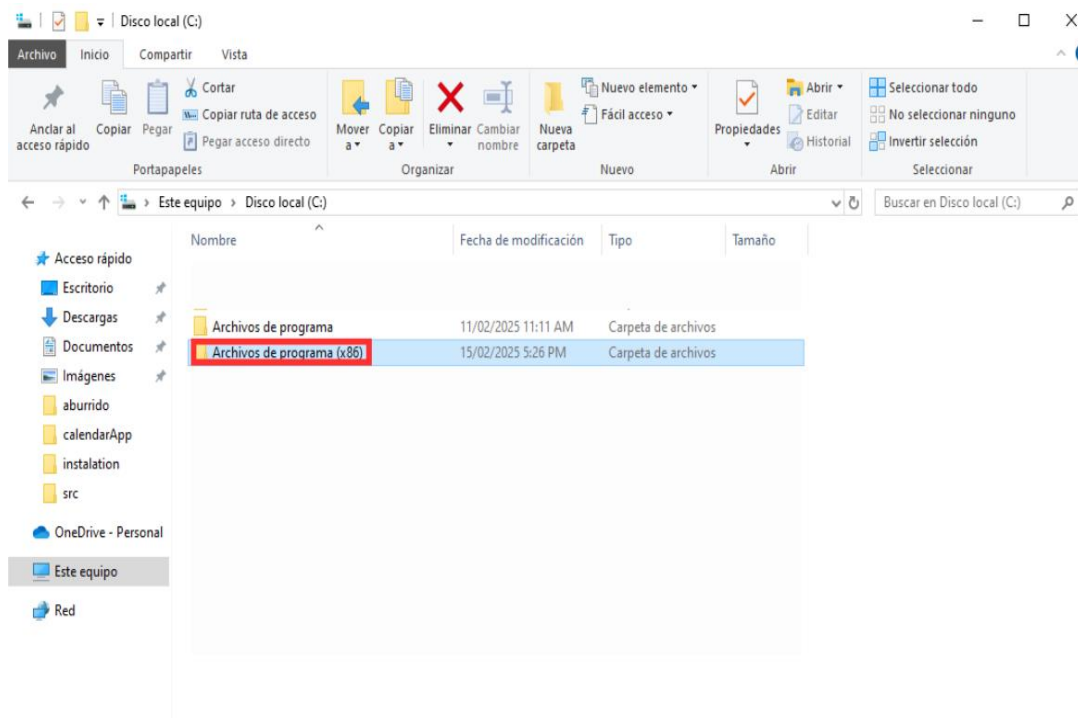 Disco local (C:)
Archivo Inicio Compartir Vista
Anclar al acceso rápido
Copiar
Pegar
Cortar
Copiar ruta de acceso
Pegar acceso directo
Portapapeles
Mover a
Copiar a
Eliminar
Cambiar nombre
Organizar
Nueva carpeta
Nuevo elemento
Fácil acceso
Nuevo
Propiedades
Abrir
Editar
Historial
Abrir
Seleccionar todo
No seleccionar ninguno
Invertir selección
Seleccionar
Este equipo › Disco local (C:)
Buscar en Disco local (C:)
Nombre Fecha de modificación Tipo Tamaño
Archivos de programa 11/02/2025 11:11 AM Carpeta de archivos
Archivos de programa (x86) 15/02/2025 5:26 PM Carpeta de archivos
Acceso rápido
Escritorio
Descargas
Documentos
Imágenes
aburrido
calendarApp
instalation
src
OneDrive - Personal
Este equipo
Red